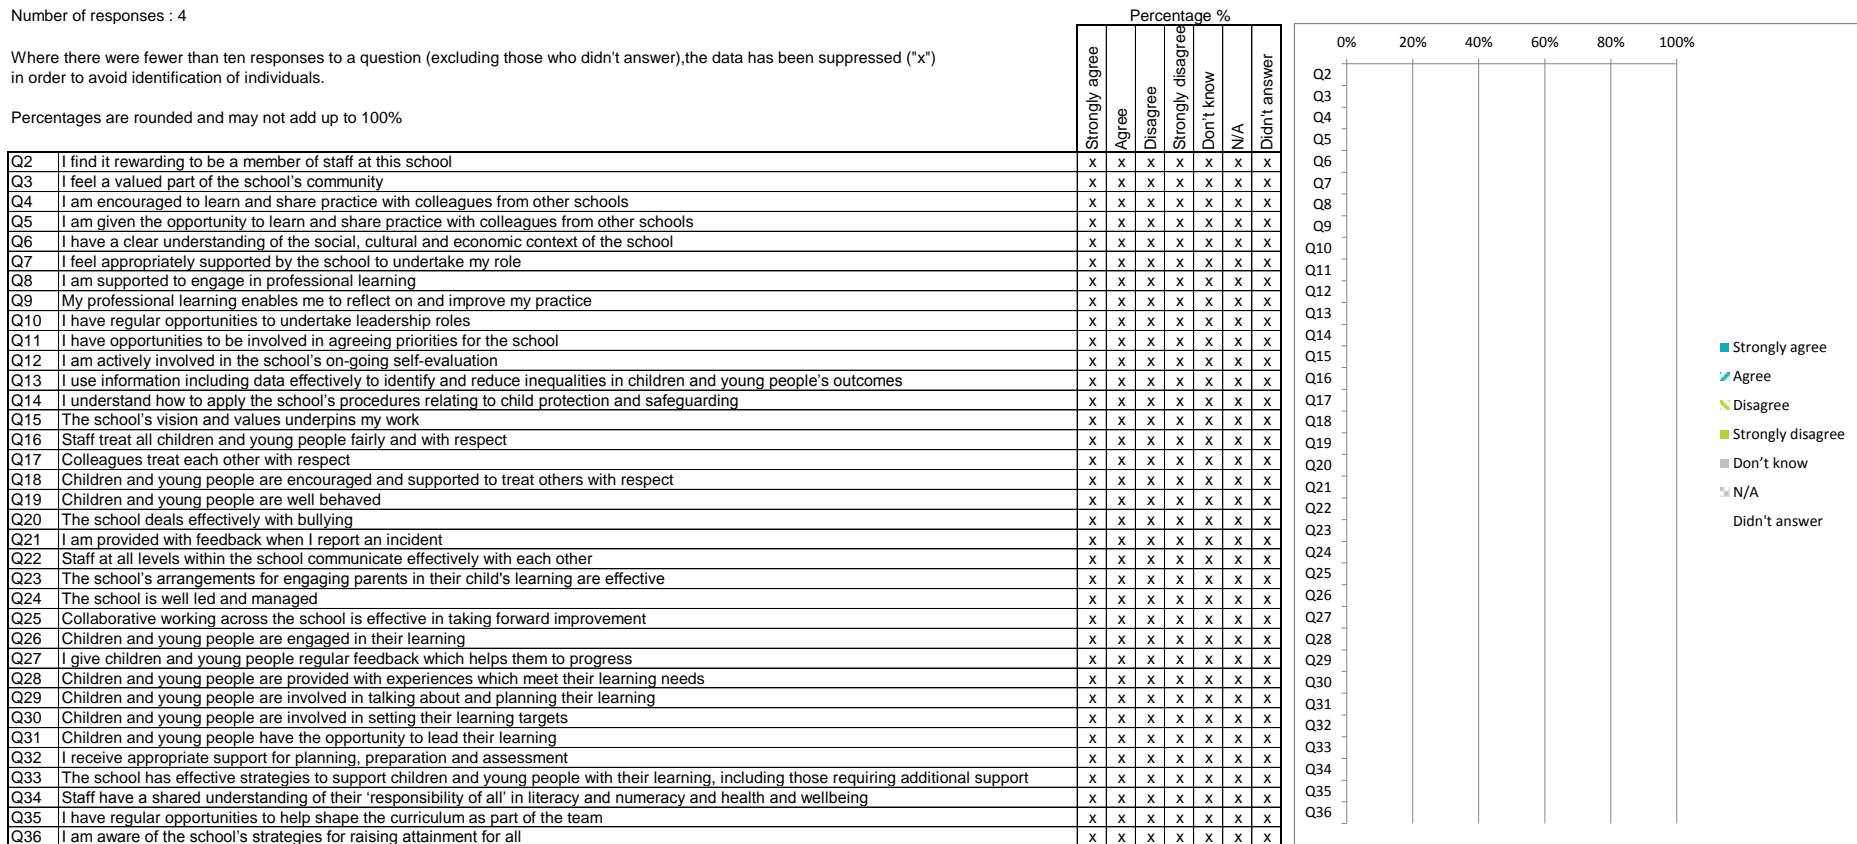 Number of responses : 4
Percentage %
Where there were fewer than ten responses to a question (excluding those who didn't answer),the data has been suppressed ("x")
in order to avoid identification of individuals.
Percentages are rounded and may not add up to 100%
Strongly agree
Agree
Disagree
Strongly disagree
Don't know
N/A
Didn't answer
Q2 I find it rewarding to be a member of staff at this school x x x x x x x
Q3 I feel a valued part of the school's community x x x x x x x
Q4 I am encouraged to learn and share practice with colleagues from other schools x x x x x x x
Q5 I am given the opportunity to learn and share practice with colleagues from other schools x x x x x x x
Q6 I have a clear understanding of the social, cultural and economic context of the school x x x x x x x
Q7 I feel appropriately supported by the school to undertake my role x x x x x x x
Q8 I am supported to engage in professional learning x x x x x x x
Q9 My professional learning enables me to reflect on and improve my practice x x x x x x x
Q10 I have regular opportunities to undertake leadership roles x x x x x x x
Q11 I have opportunities to be involved in agreeing priorities for the school x x x x x x x
Q12 I am actively involved in the school's on-going self-evaluation x x x x x x x
Q13 I use information including data effectively to identify and reduce inequalities in children and young people's outcomes x x x x x x x
Q14 I understand how to apply the school's procedures relating to child protection and safeguarding x x x x x x x
Q15 The school's vision and values underpins my work x x x x x x x
Q16 Staff treat all children and young people fairly and with respect x x x x x x x
Q17 Colleagues treat each other with respect x x x x x x x
Q18 Children and young people are encouraged and supported to treat others with respect x x x x x x x
Q19 Children and young people are well behaved x x x x x x x
Q20 The school deals effectively with bullying x x x x x x x
Q21 I am provided with feedback when I report an incident x x x x x x x
Q22 Staff at all levels within the school communicate effectively with each other x x x x x x x
Q23 The school's arrangements for engaging parents in their child's learning are effective x x x x x x x
Q24 The school is well led and managed x x x x x x x
Q25 Collaborative working across the school is effective in taking forward improvement x x x x x x x
Q26 Children and young people are engaged in their learning x x x x x x x
Q27 I give children and young people regular feedback which helps them to progress x x x x x x x
Q28 Children and young people are provided with experiences which meet their learning needs x x x x x x x
Q29 Children and young people are involved in talking about and planning their learning x x x x x x x
Q30 Children and young people are involved in setting their learning targets x x x x x x x
Q31 Children and young people have the opportunity to lead their learning x x x x x x x
Q32 I receive appropriate support for planning, preparation and assessment x x x x x x x
Q33 The school has effective strategies to support children and young people with their learning, including those requiring additional support x x x x x x x
Q34 Staff have a shared understanding of their 'responsibility of all' in literacy and numeracy and health and wellbeing x x x x x x x
Q35 I have regular opportunities to help shape the curriculum as part of the team x x x x x x x
Q36 I am aware of the school's strategies for raising attainment for all x x x x x x x
0% 20% 40% 60% 80% 100%
Q2
Q3
Q4
Q5
Q6
Q7
Q8
Q9
Q10
Q11
Q12
Q13
Q14
Q15
Q16
Q17
Q18
Q19
Q20
Q21
Q22
Q23
Q24
Q25
Q26
Q27
Q28
Q29
Q30
Q31
Q32
Q33
Q34
Q35
Q36
Strongly agree
Agree
Disagree
Strongly disagree
Don't know
N/A
Didn't answer